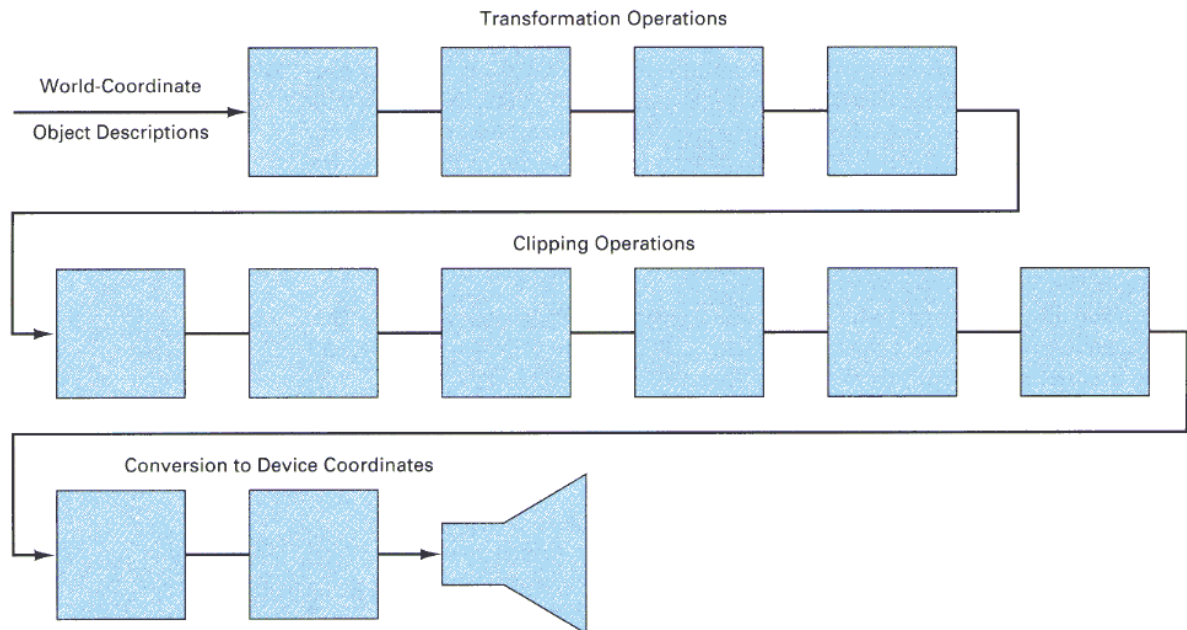 Transformation Operations
World-Coordinate
Object Descriptions
Clipping Operations
Conversion to Device Coordinates